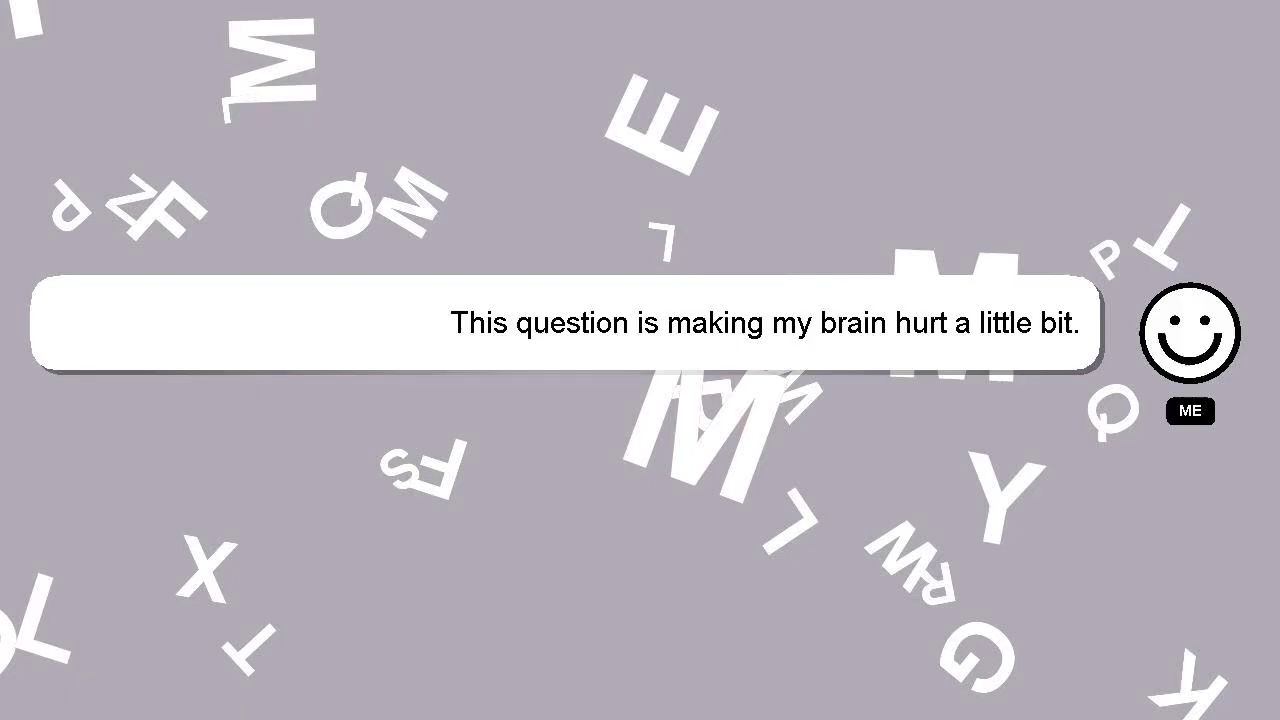 This question is making my brain hurt a little bit.
ME
M
L
E
P
Z
F
Q
M
L
P
T
M
M
Q
S
F
Y
L
X
W
R
T
L
G
K